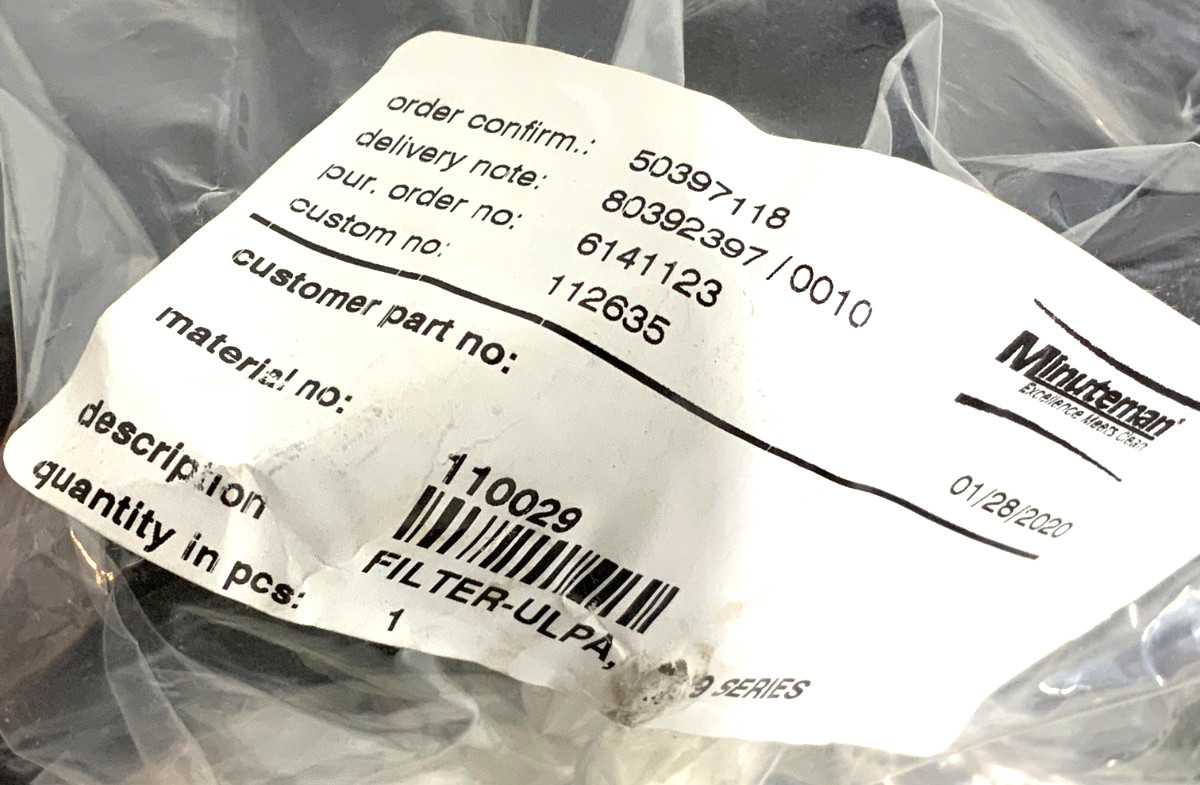 order confirm.: 50397118
delivery note: 80392397 / 0010
pur. order no: 6141123
custom no: 112635
Minuteman®
Excellence Meets Clean
customer part no:
01/28/2020
material no: 110029
description FILTER-ULPA, 9 SERIES
quantity in pcs: 1